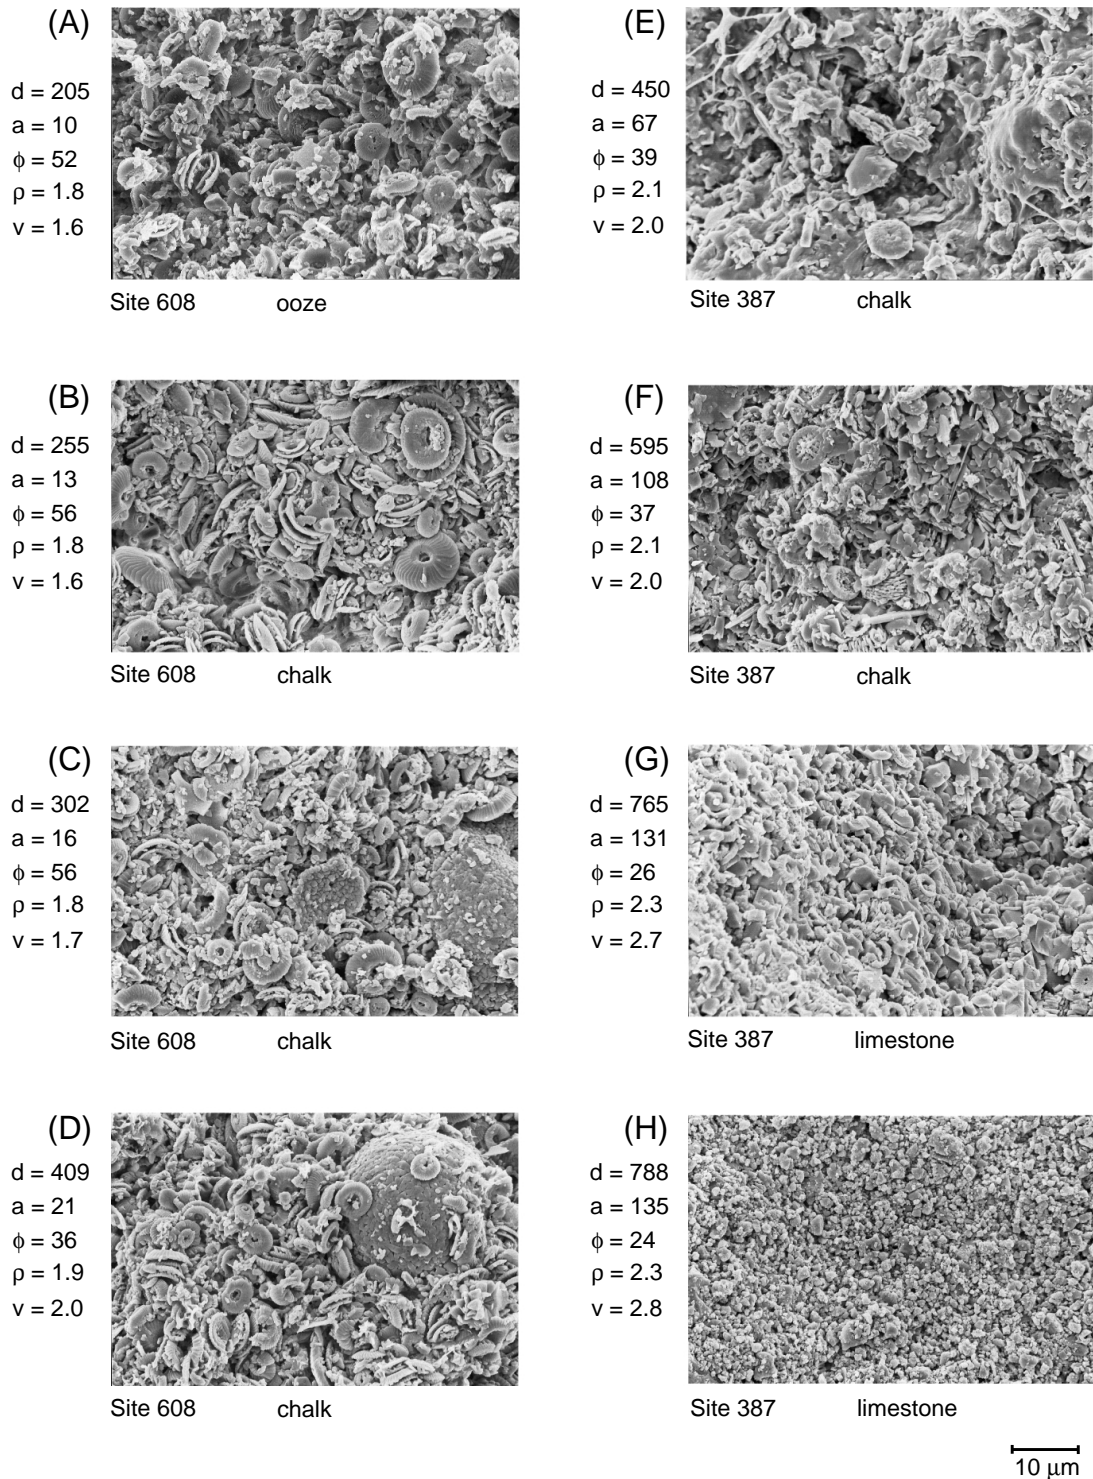 (A)
d = 205
a = 10
ϕ = 52
ρ = 1.8
v = 1.6
Site 608 ooze
(B)
d = 255
a = 13
ϕ = 56
ρ = 1.8
v = 1.6
Site 608 chalk
(C)
d = 302
a = 16
ϕ = 56
ρ = 1.8
v = 1.7
Site 608 chalk
(D)
d = 409
a = 21
ϕ = 36
ρ = 1.9
v = 2.0
Site 608 chalk
(E)
d = 450
a = 67
ϕ = 39
ρ = 2.1
v = 2.0
Site 387 chalk
(F)
d = 595
a = 108
ϕ = 37
ρ = 2.1
v = 2.0
Site 387 chalk
(G)
d = 765
a = 131
ϕ = 26
ρ = 2.3
v = 2.7
Site 387 limestone
(H)
d = 788
a = 135
ϕ = 24
ρ = 2.3
v = 2.8
Site 387 limestone
10 μm